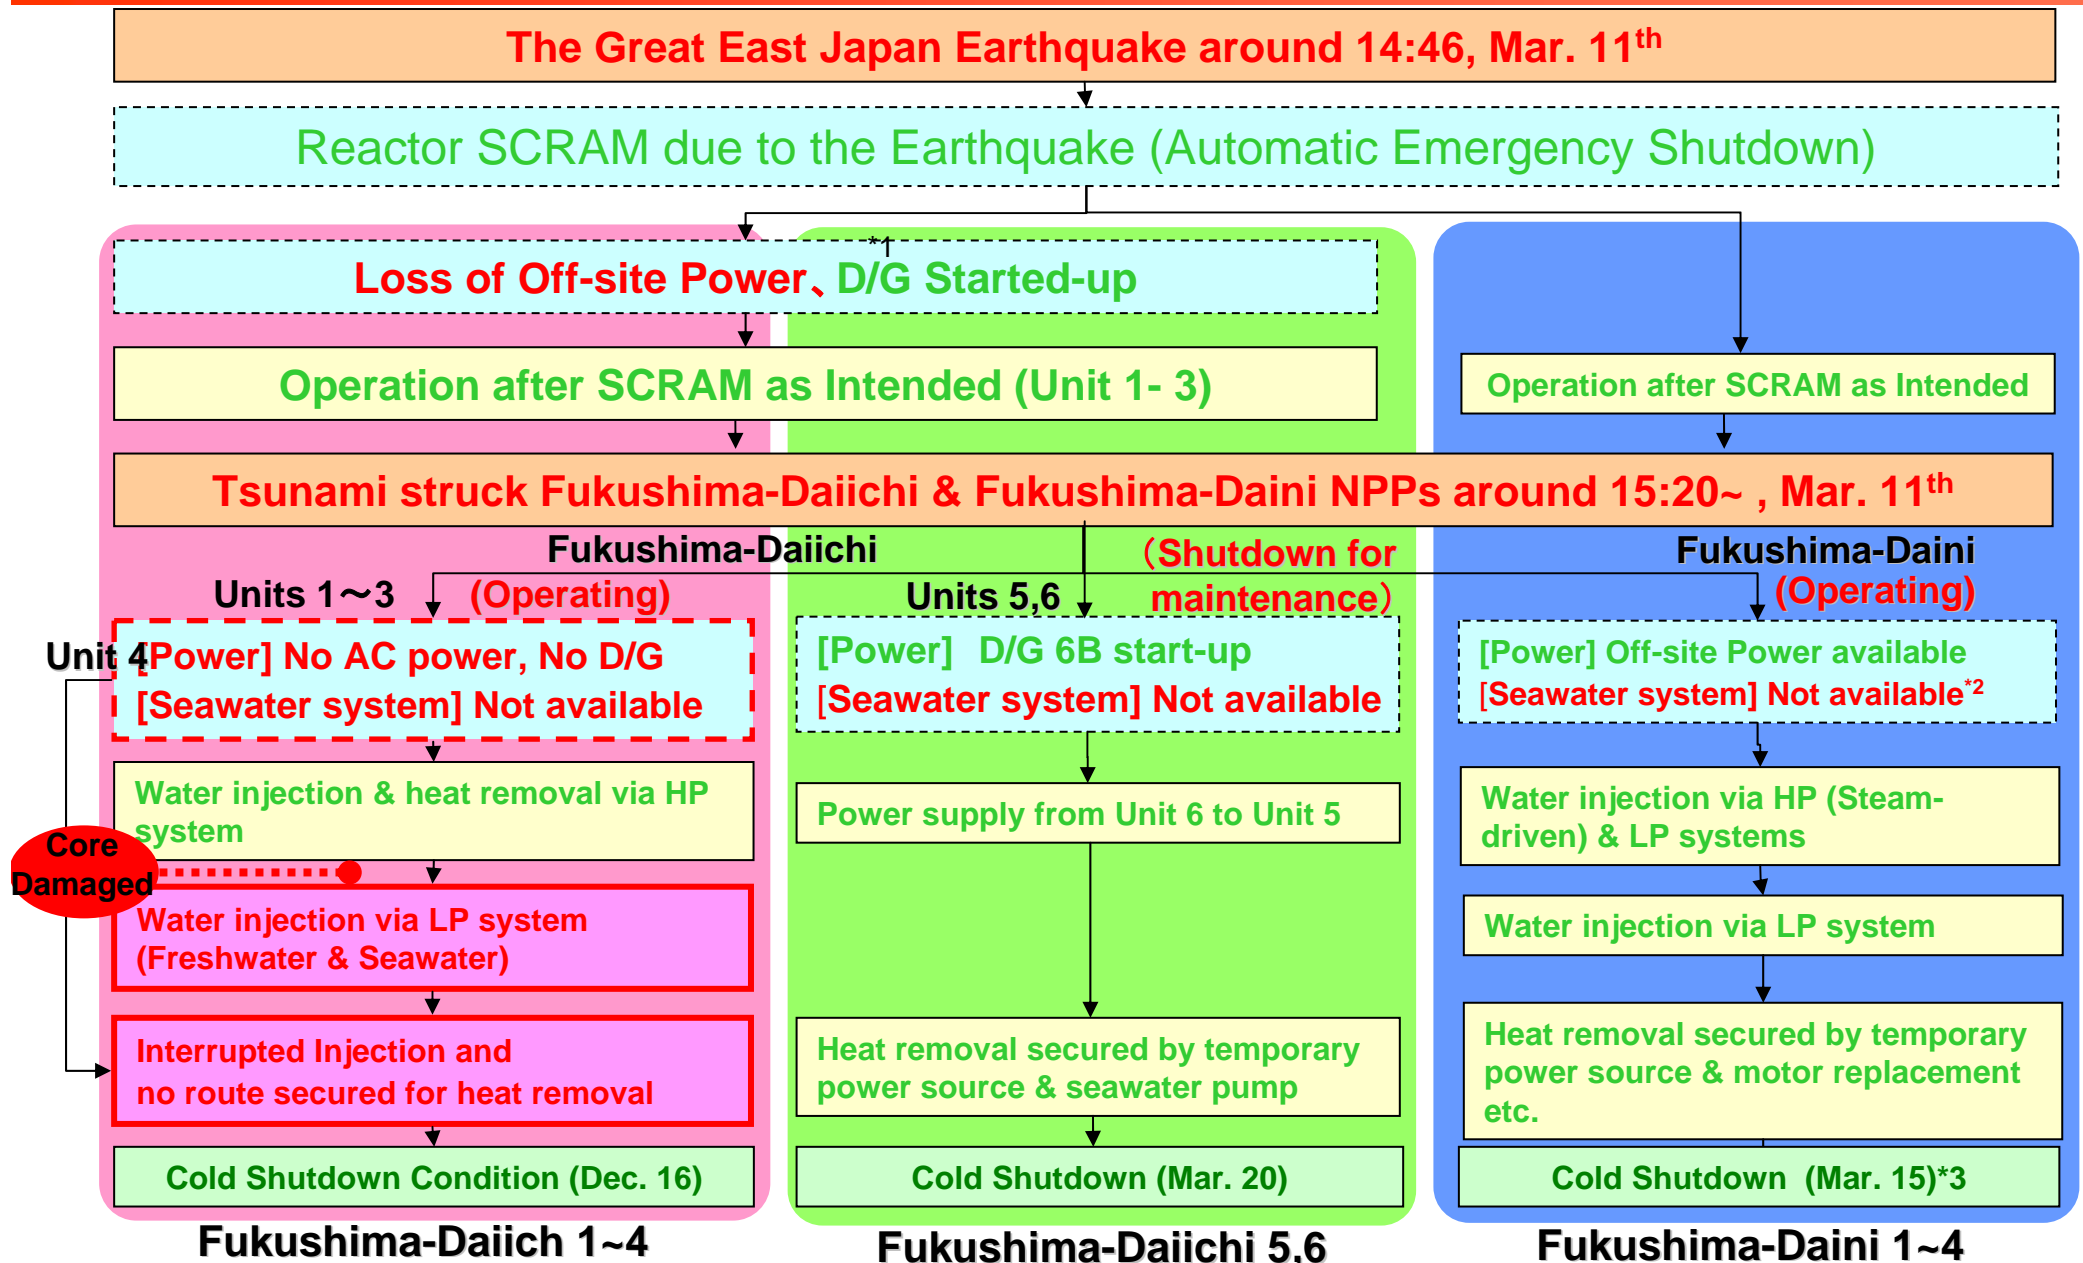 The Great East Japan Earthquake around 14:46, Mar. 11th
Reactor SCRAM due to the Earthquake (Automatic Emergency Shutdown)
*1
Loss of Off-site Power、D/G Started-up
Operation after SCRAM as Intended (Unit 1- 3)
Operation after SCRAM as Intended
Tsunami struck Fukushima-Daiichi & Fukushima-Daini NPPs around 15:20~ , Mar. 11th
Fukushima-Daiichi
Units 1～3
(Operating)
Unit 4
[Power] No AC power, No D/G
[Seawater system] Not available
Water injection & heat removal via HP
system
Core
Damaged
Water injection via LP system
(Freshwater & Seawater)
Interrupted Injection and
no route secured for heat removal
Cold Shutdown Condition (Dec. 16)
Fukushima-Daiich 1~4
（Shutdown for
maintenance）
Units 5,6
[Power] D/G 6B start-up
[Seawater system] Not available
Power supply from Unit 6 to Unit 5
Heat removal secured by temporary
power source & seawater pump
Cold Shutdown (Mar. 20)
Fukushima-Daiichi 5,6
Fukushima-Daini
(Operating)
[Power] Off-site Power available
[Seawater system] Not available*2
Water injection via HP (Steam-
driven) & LP systems
Water injection via LP system
Heat removal secured by temporary
power source & motor replacement
etc.
Cold Shutdown (Mar. 15)*3
Fukushima-Daini 1~4